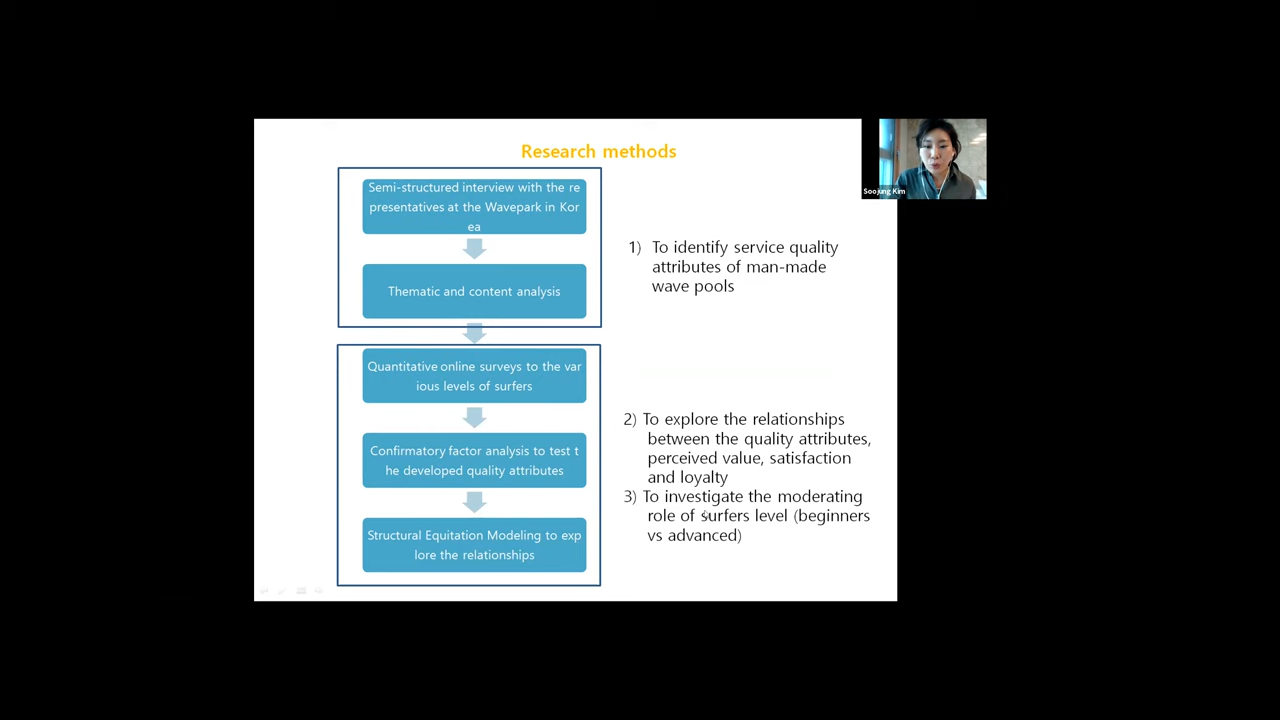 Research methods
Semi-structured interview with the re
presentatives at the Wavepark in Kor
ea
Thematic and content analysis
Quantitative online surveys to the var
ious levels of surfers
Confirmatory factor analysis to test t
he developed quality attributes
Structural Equitation Modeling to exp
lore the relationships
1) To identify service quality
attributes of man-made
wave pools
2) To explore the relationships
between the quality attributes,
perceived value, satisfaction
and loyalty
3) To investigate the moderating
role of surfers level (beginners
vs advanced)
Soojung Kim